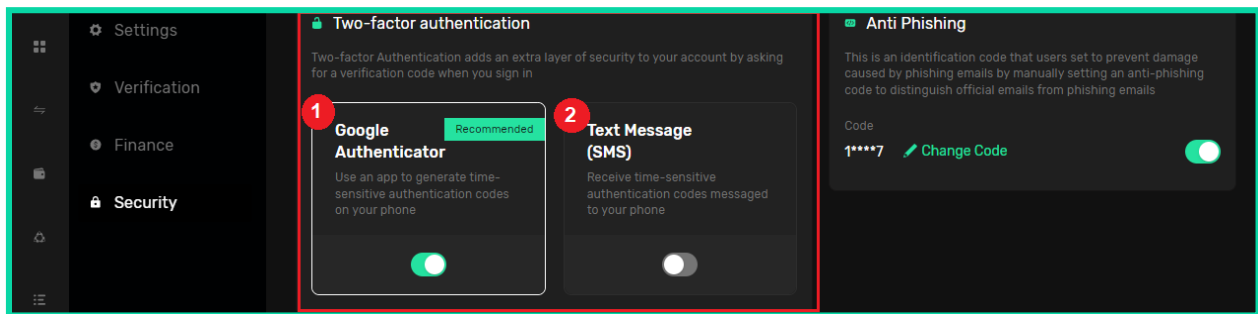 Settings
Verification
Finance
Security
Two-factor authentication
Two-factor Authentication adds an extra layer of security to your account by asking
for a verification code when you sign in
1
Google
Authenticator
Recommended
Use an app to generate time-
sensitive authentication codes
on your phone
2
Text Message
(SMS)
Receive time-sensitive
authentication codes messaged
to your phone
Anti Phishing
This is an identification code that users set to prevent damage
caused by phishing emails by manually setting an anti-phishing
code to distinguish official emails from phishing emails
Code
1****7
Change Code